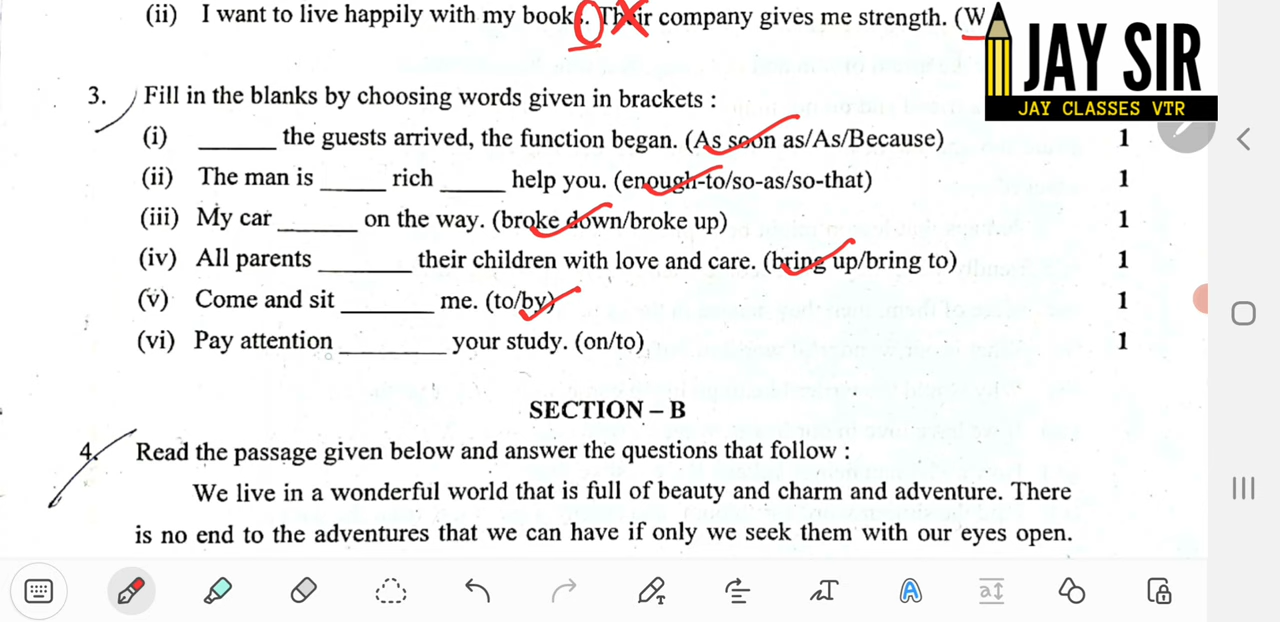 (ii) I want to live happily with my books. Their company gives me strength. (W
JAY SIR
JAY CLASSES VTR
3. Fill in the blanks by choosing words given in brackets :
(i) ______ the guests arrived, the function began. (As soon as/As/Because) 1
(ii) The man is _____ rich _____ help you. (enough-to/so-as/so-that) 1
(iii) My car ______ on the way. (broke down/broke up) 1
(iv) All parents _______ their children with love and care. (bring up/bring to) 1
(v) Come and sit _______ me. (to/by) 1
(vi) Pay attention ________ your study. (on/to) 1
SECTION – B
4. Read the passage given below and answer the questions that follow :
We live in a wonderful world that is full of beauty and charm and adventure. There
is no end to the adventures that we can have if only we seek them with our eyes open.